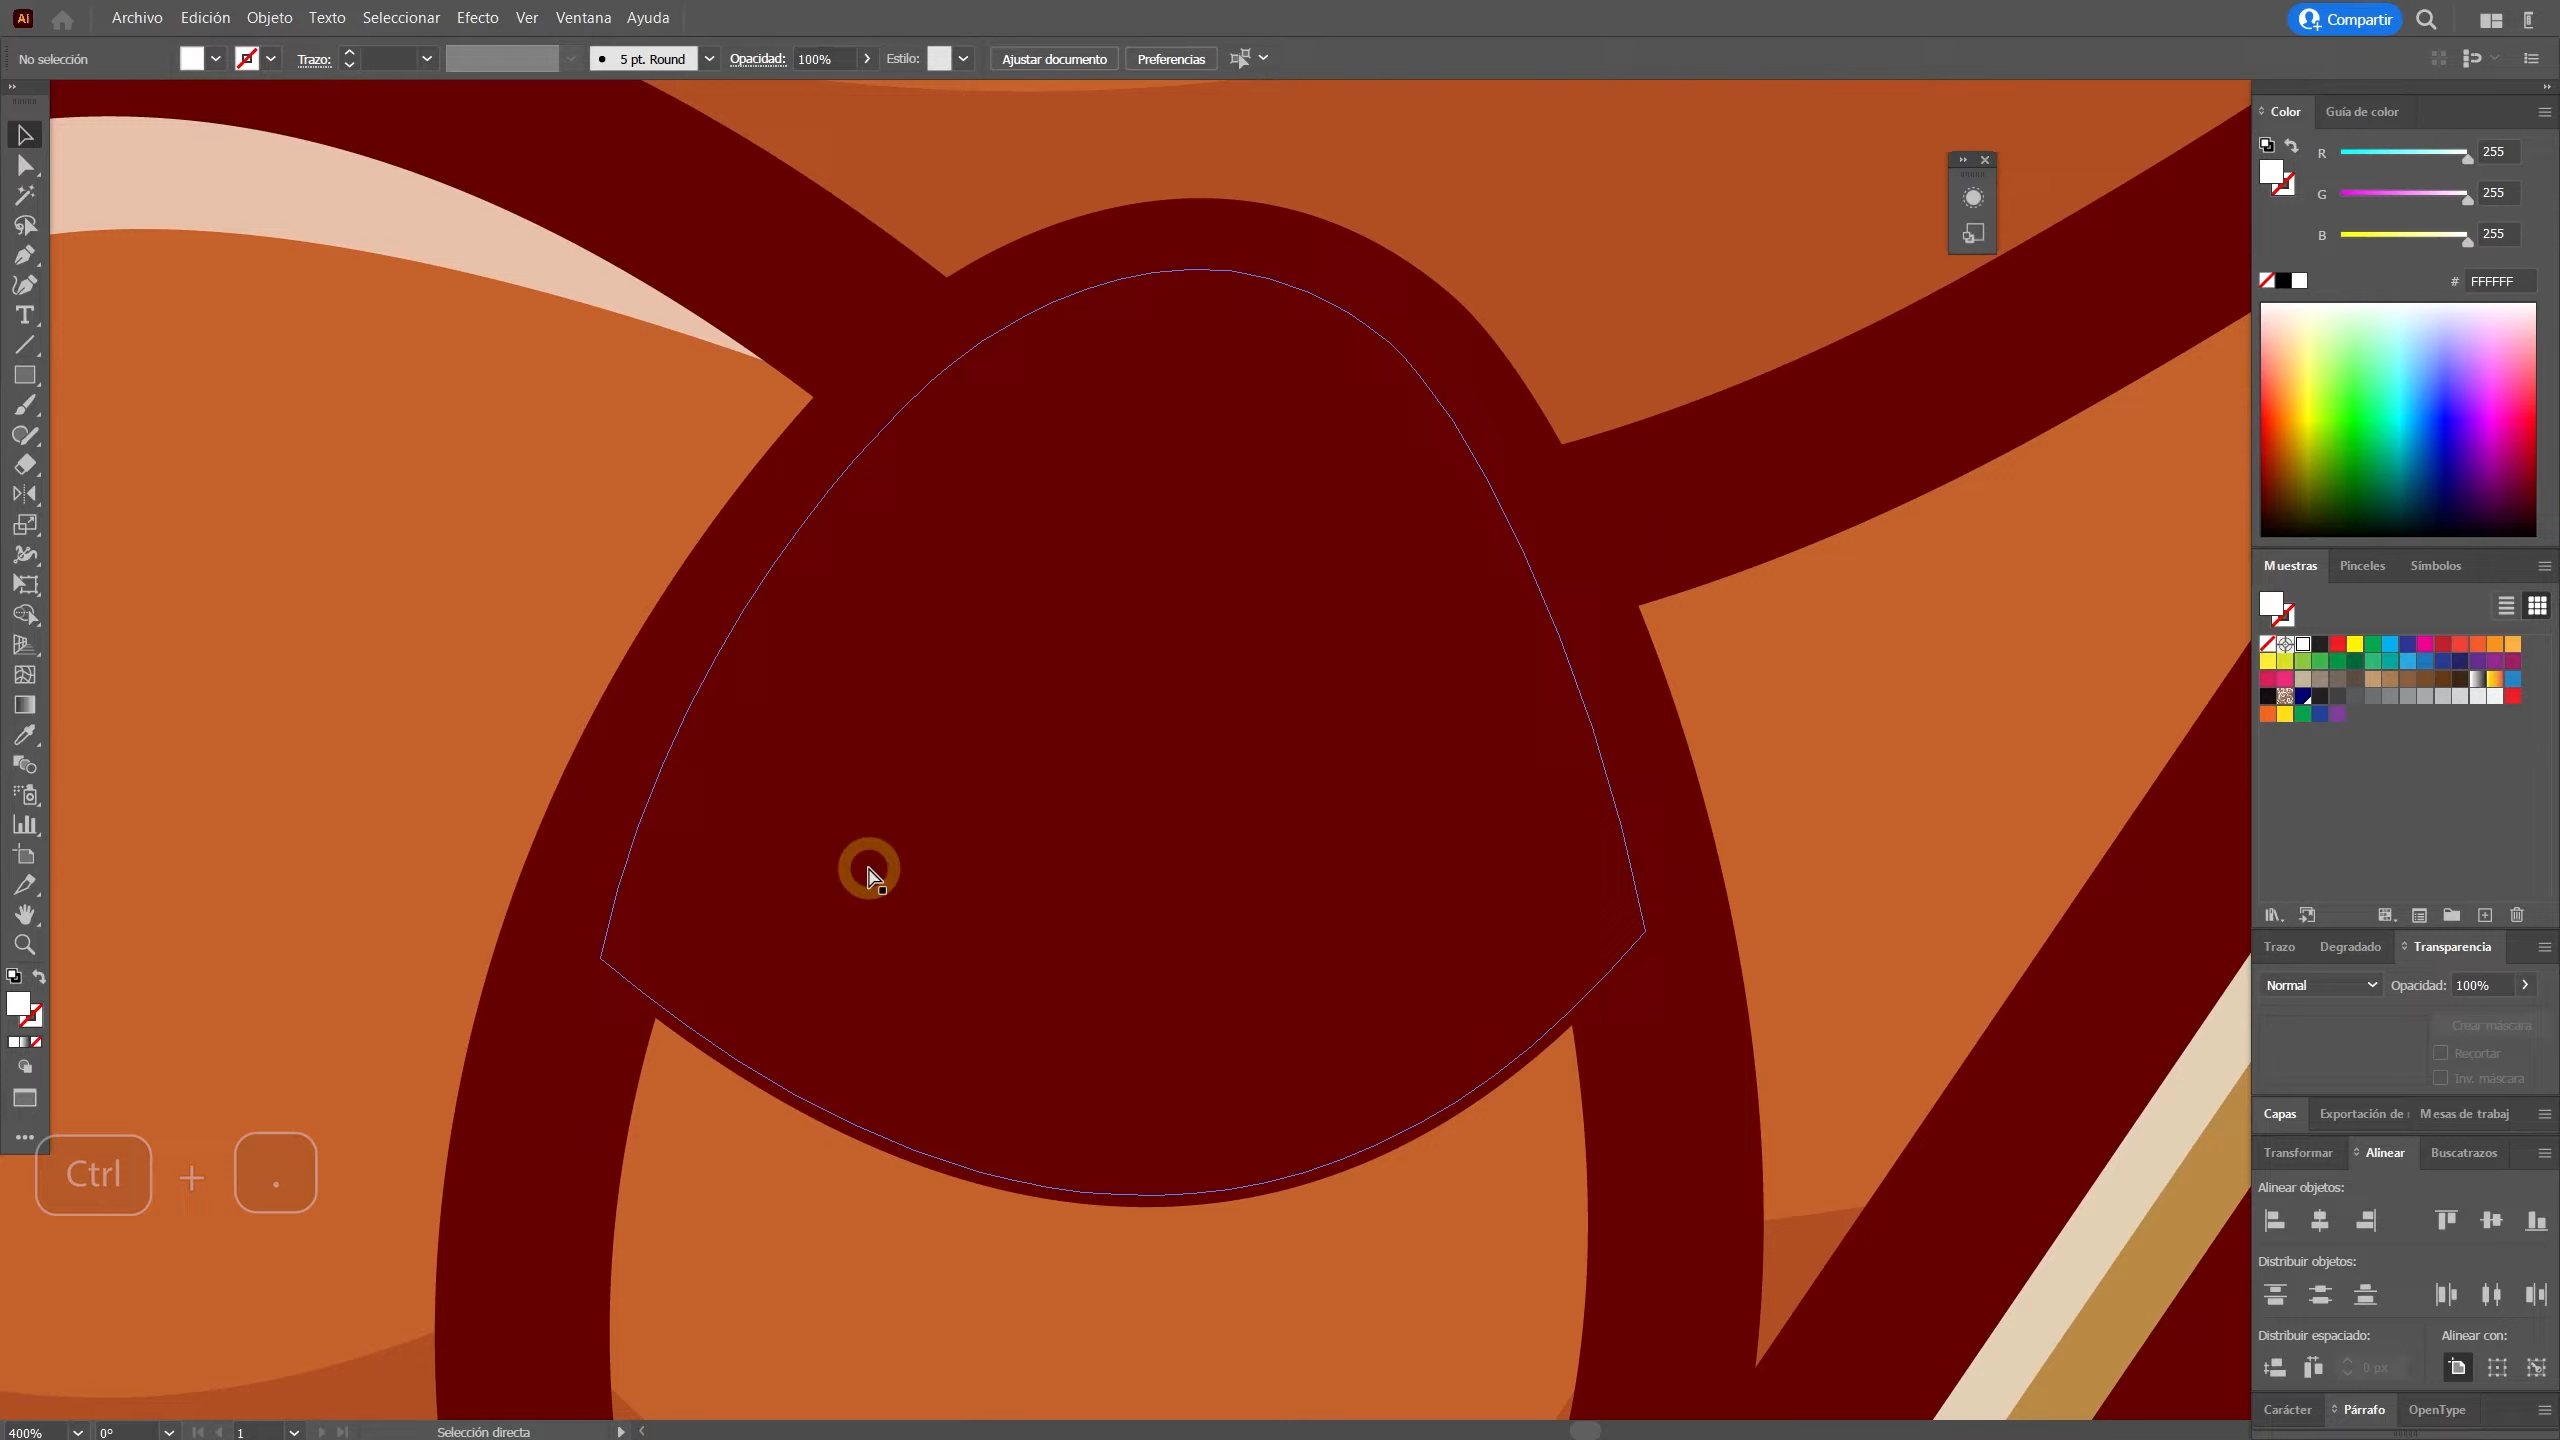 Ai Archivo Edición Objeto Texto Seleccionar Efecto Ver Ventana Ayuda Compartir
No selección Trazo: 5 pt. Round Opacidad: 100% Estilo: Ajustar documento Preferencias
Color Guía de color
R 255
G 255
B 255
# FFFFFF
Muestras Pinceles Símbolos
Trazo Degradado Transparencia
Normal Opacidad: 100%
Crear máscara
Recortar
Inv. máscara
Capas Exportación de Mesas de trabaj
Transformar Alinear Buscatrazos
Alinear objetos:
Distribuir objetos:
Distribuir espaciado: Alinear con:
0 px
Carácter Párrafo OpenType
Ctrl + .
400% 0° 1 Selección directa